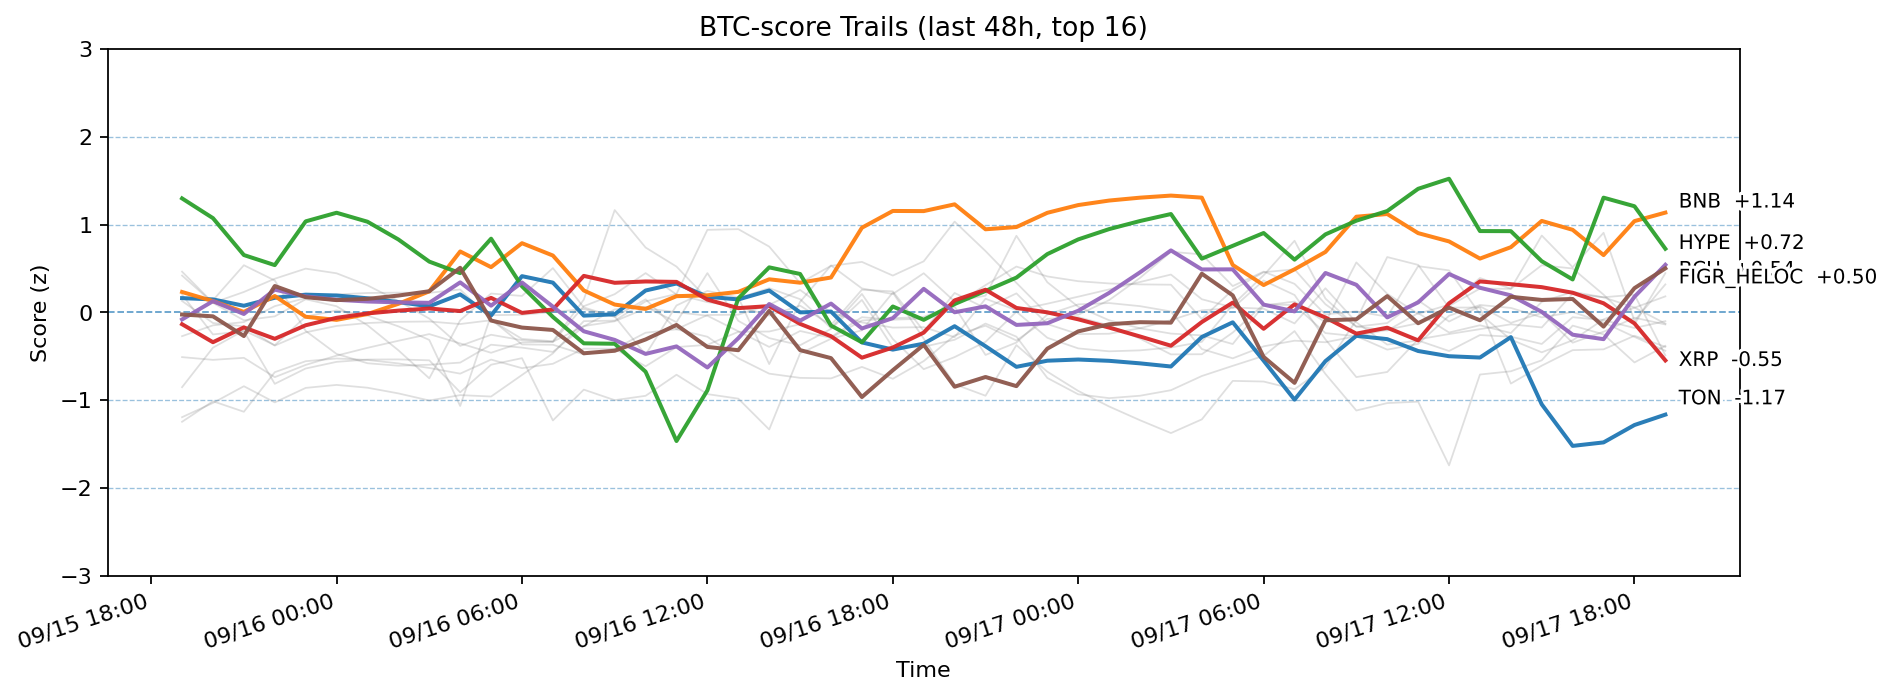 BTC-score Trails (last 48h, top 16)
3
2
1
0
−1
−2
−3
Score (z)
BNB +1.14
HYPE +0.72
FIGR_HELOC +0.50
XRP -0.55
TON -1.17
09/15 18:00
09/16 00:00
09/16 06:00
09/16 12:00
09/16 18:00
09/17 00:00
09/17 06:00
09/17 12:00
09/17 18:00
Time